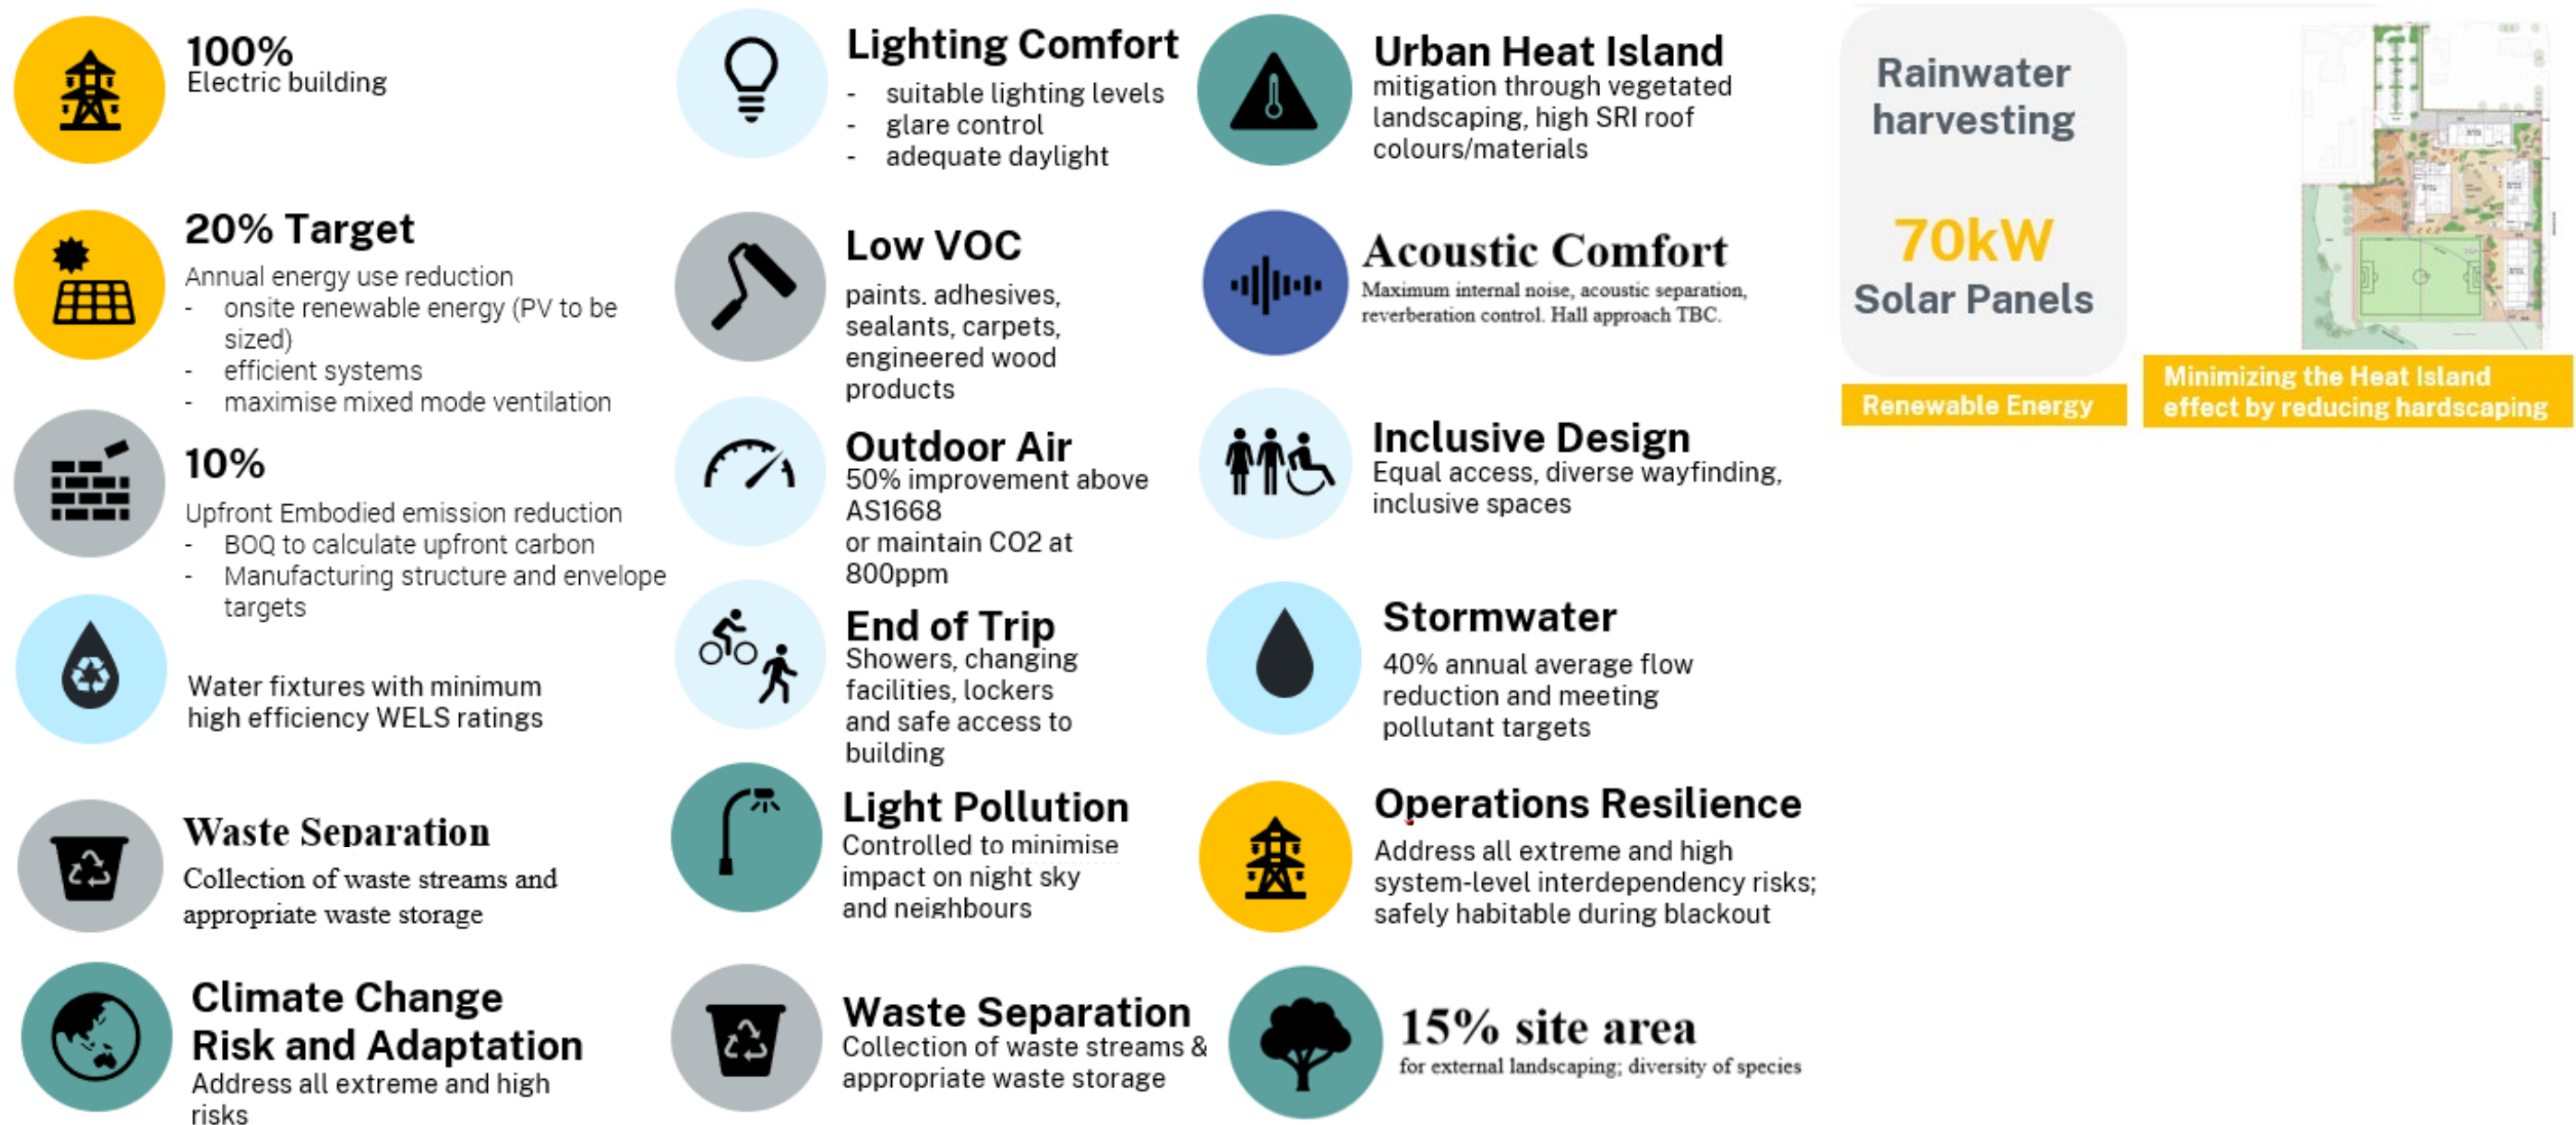 100%
Electric building
20% Target
Annual energy use reduction
- onsite renewable energy (PV to be
sized)
- efficient systems
- maximise mixed mode ventilation
10%
Upfront Embodied emission reduction
- BOQ to calculate upfront carbon
- Manufacturing structure and envelope
targets
Water fixtures with minimum
high efficiency WELS ratings
Waste Separation
Collection of waste streams and
appropriate waste storage
Climate Change
Risk and Adaptation
Address all extreme and high
risks
Lighting Comfort
- suitable lighting levels
- glare control
- adequate daylight
Low VOC
paints. adhesives,
sealants, carpets,
engineered wood
products
Outdoor Air
50% improvement above
AS1668
or maintain CO2 at
800ppm
End of Trip
Showers, changing
facilities, lockers
and safe access to
building
Light Pollution
Controlled to minimise
impact on night sky
and neighbours
Waste Separation
Collection of waste streams &
appropriate waste storage
Urban Heat Island
mitigation through vegetated
landscaping, high SRI roof
colours/materials
Acoustic Comfort
Maximum internal noise, acoustic separation,
reverberation control. Hall approach TBC.
Inclusive Design
Equal access, diverse wayfinding,
inclusive spaces
Stormwater
40% annual average flow
reduction and meeting
pollutant targets
Operations Resilience
Address all extreme and high
system-level interdependency risks;
safely habitable during blackout
15% site area
for external landscaping; diversity of species
Rainwater
harvesting
70kW
Solar Panels
Renewable Energy
Minimizing the Heat Island
effect by reducing hardscaping